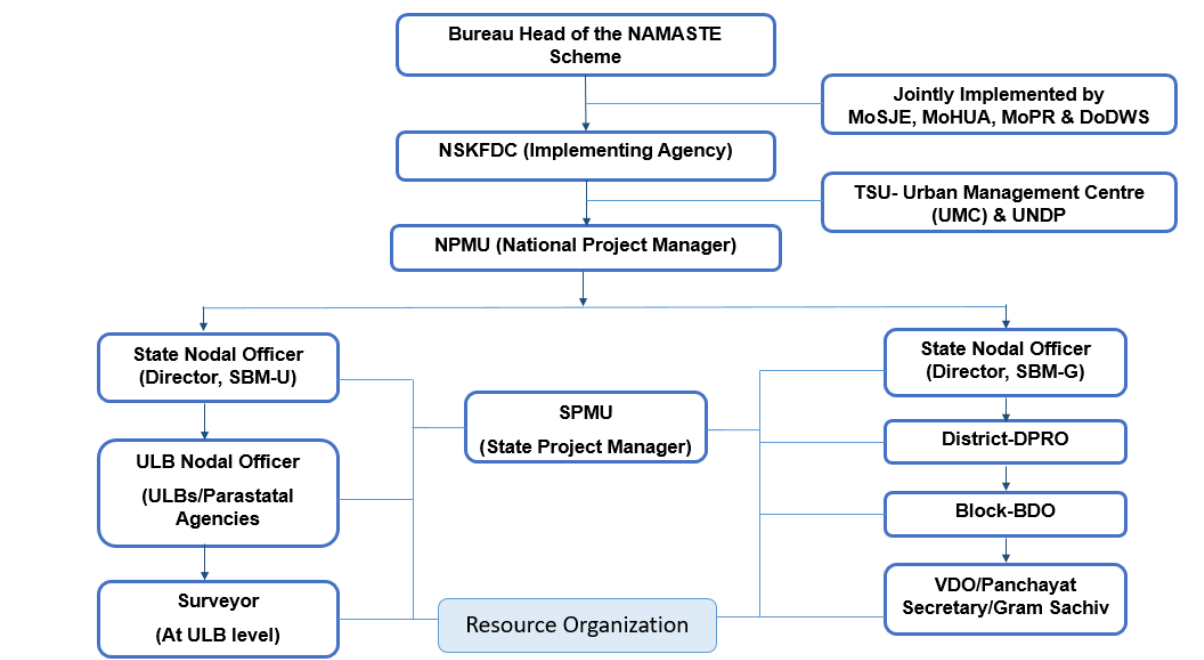 Bureau Head of the NAMASTE
Scheme
Jointly Implemented by
MoSJE, MoHUA, MoPR & DoDWS
NSKFDC (Implementing Agency)
TSU- Urban Management Centre
(UMC) & UNDP
NPMU (National Project Manager)
State Nodal Officer
(Director, SBM-U)
State Nodal Officer
(Director, SBM-G)
SPMU
(State Project Manager)
District-DPRO
ULB Nodal Officer
(ULBs/Parastatal
Agencies
Block-BDO
VDO/Panchayat
Secretary/Gram Sachiv
Surveyor
(At ULB level)
Resource Organization